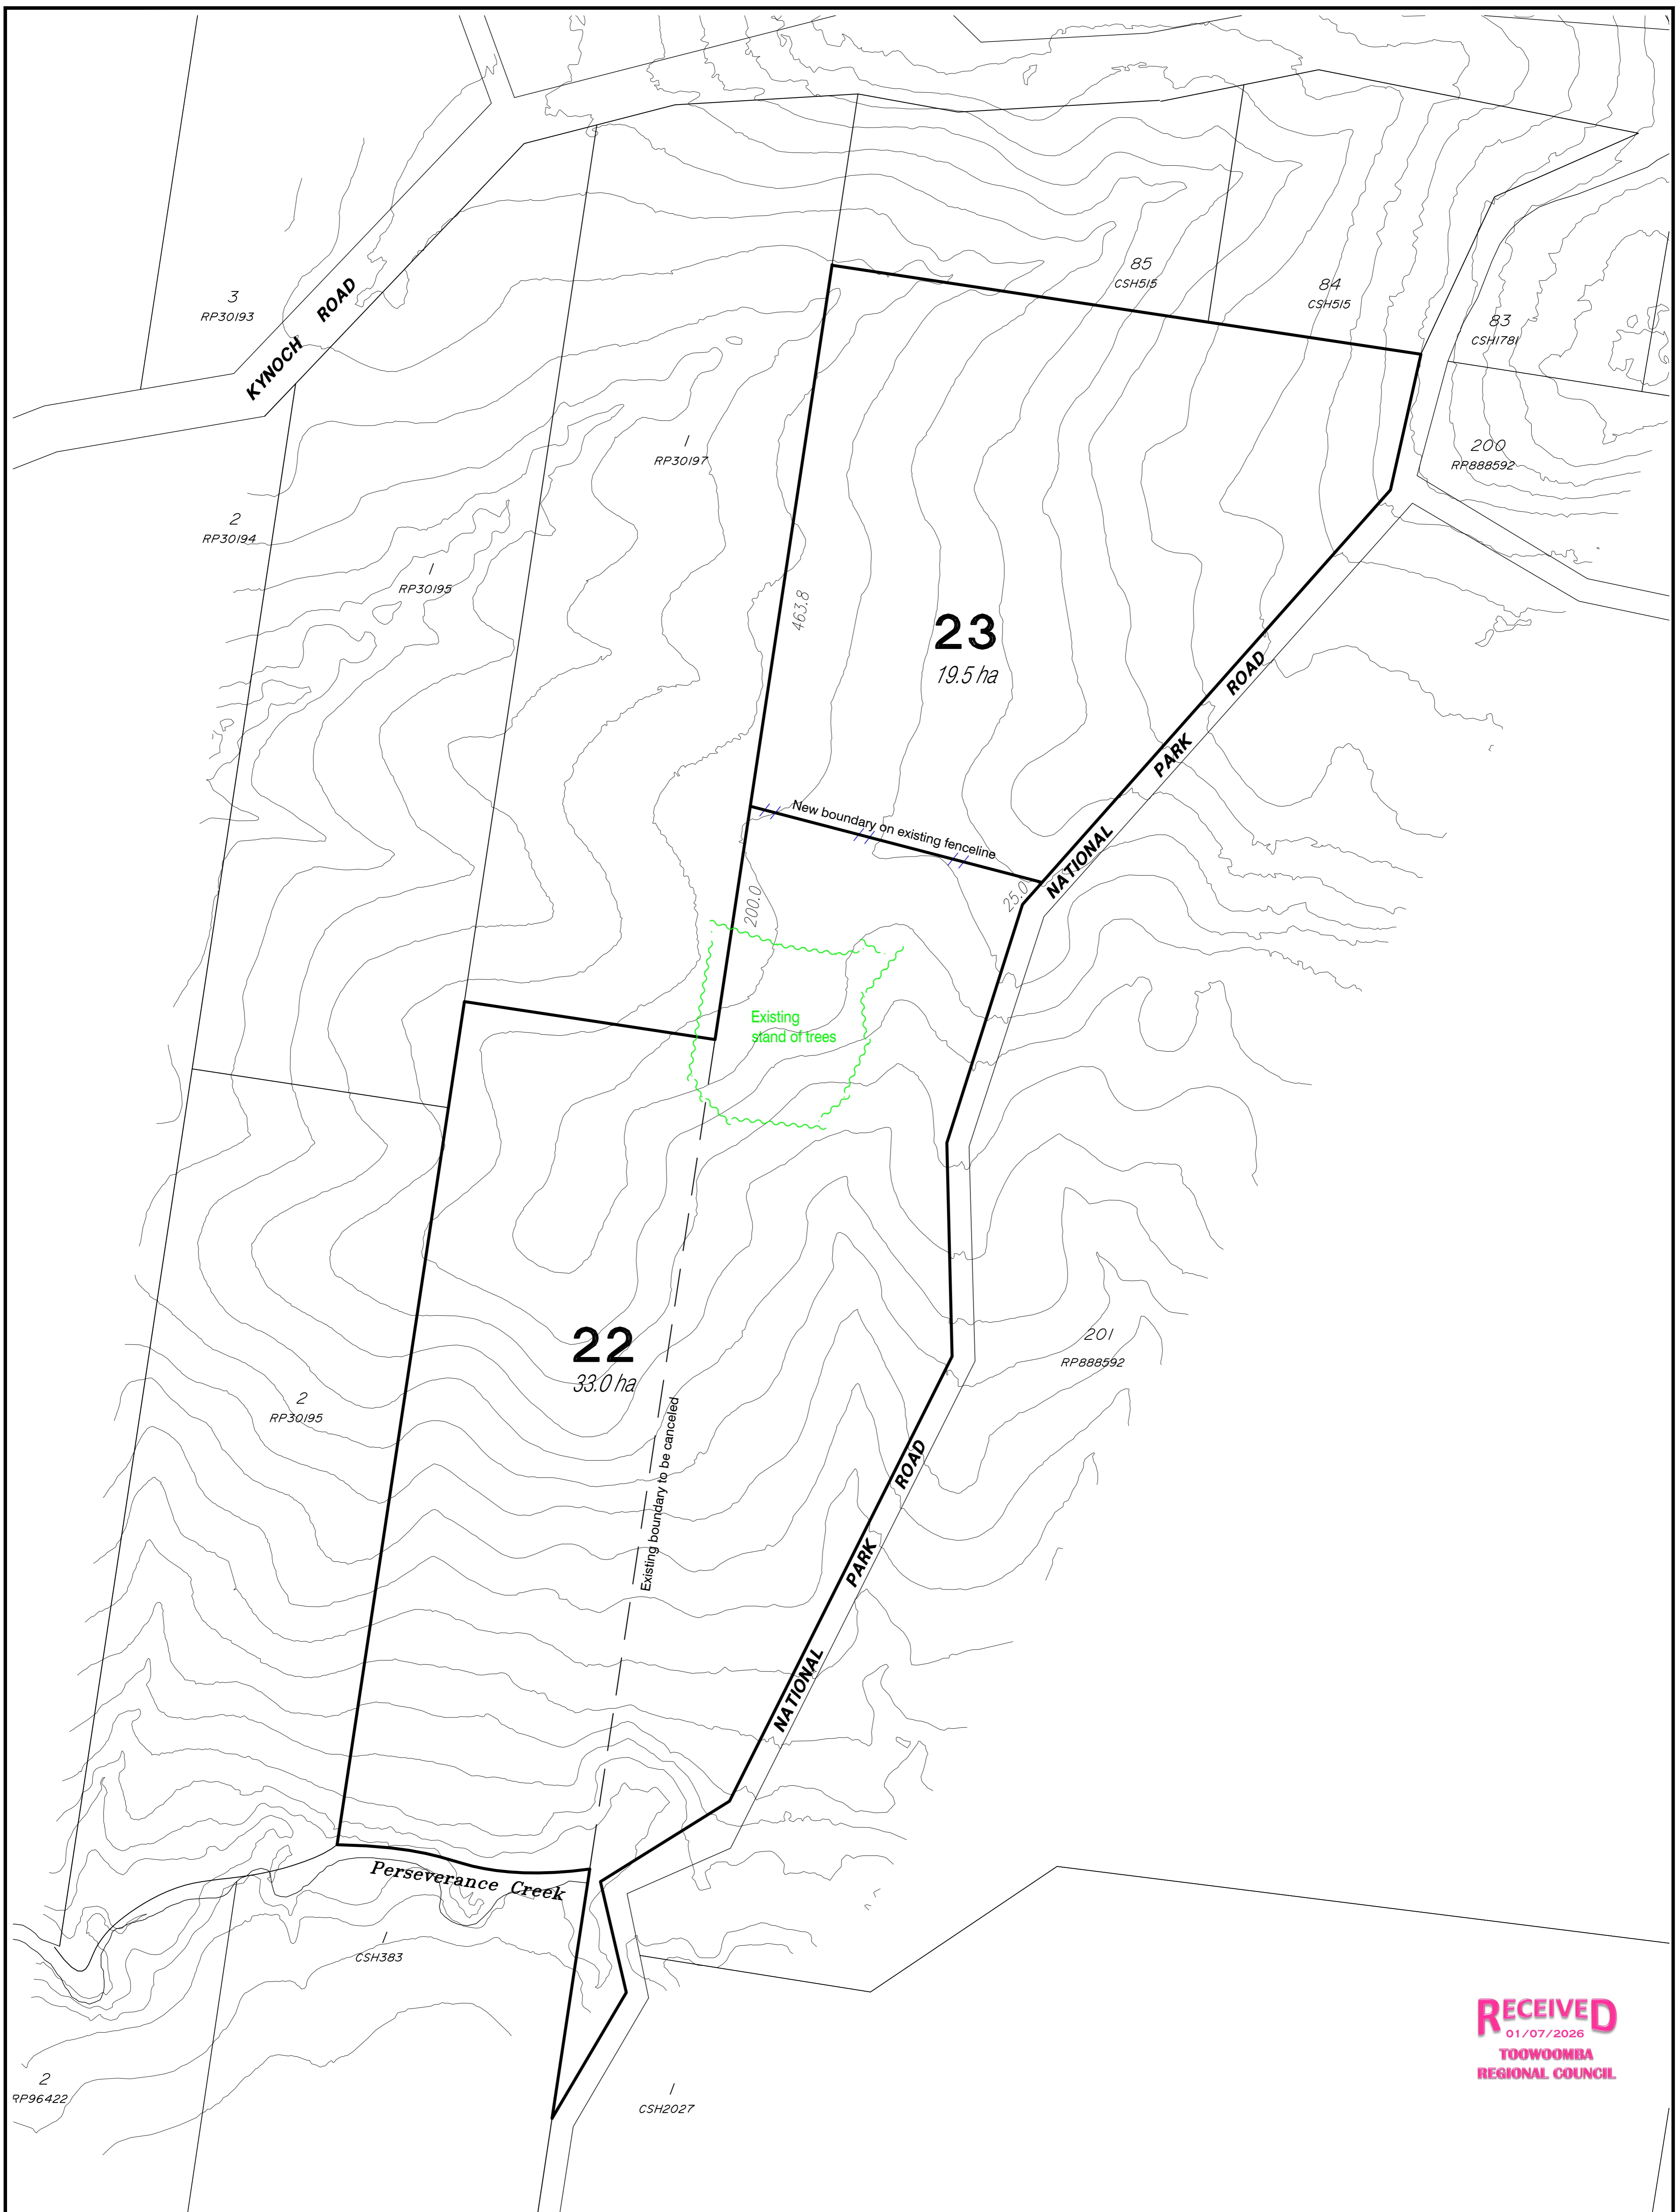 85
CSH515
84
CSH515
3
RP30193
KYNOCH ROAD
83
CSH1781
1
RP30197
200
RP888592
2
RP30194
1
RP30195
463.8
23
19.5 ha
NATIONAL PARK ROAD
New boundary on existing fenceline
200.0
25.0
Existing
stand of trees
22
33.0 ha
201
RP888592
2
RP30195
Existing boundary to be canceled
NATIONAL PARK ROAD
Perseverance Creek
1
CSH383
RECEIVED
01/07/2026
TOOWOOMBA
REGIONAL COUNCIL
2
RP96422
1
CSH2027